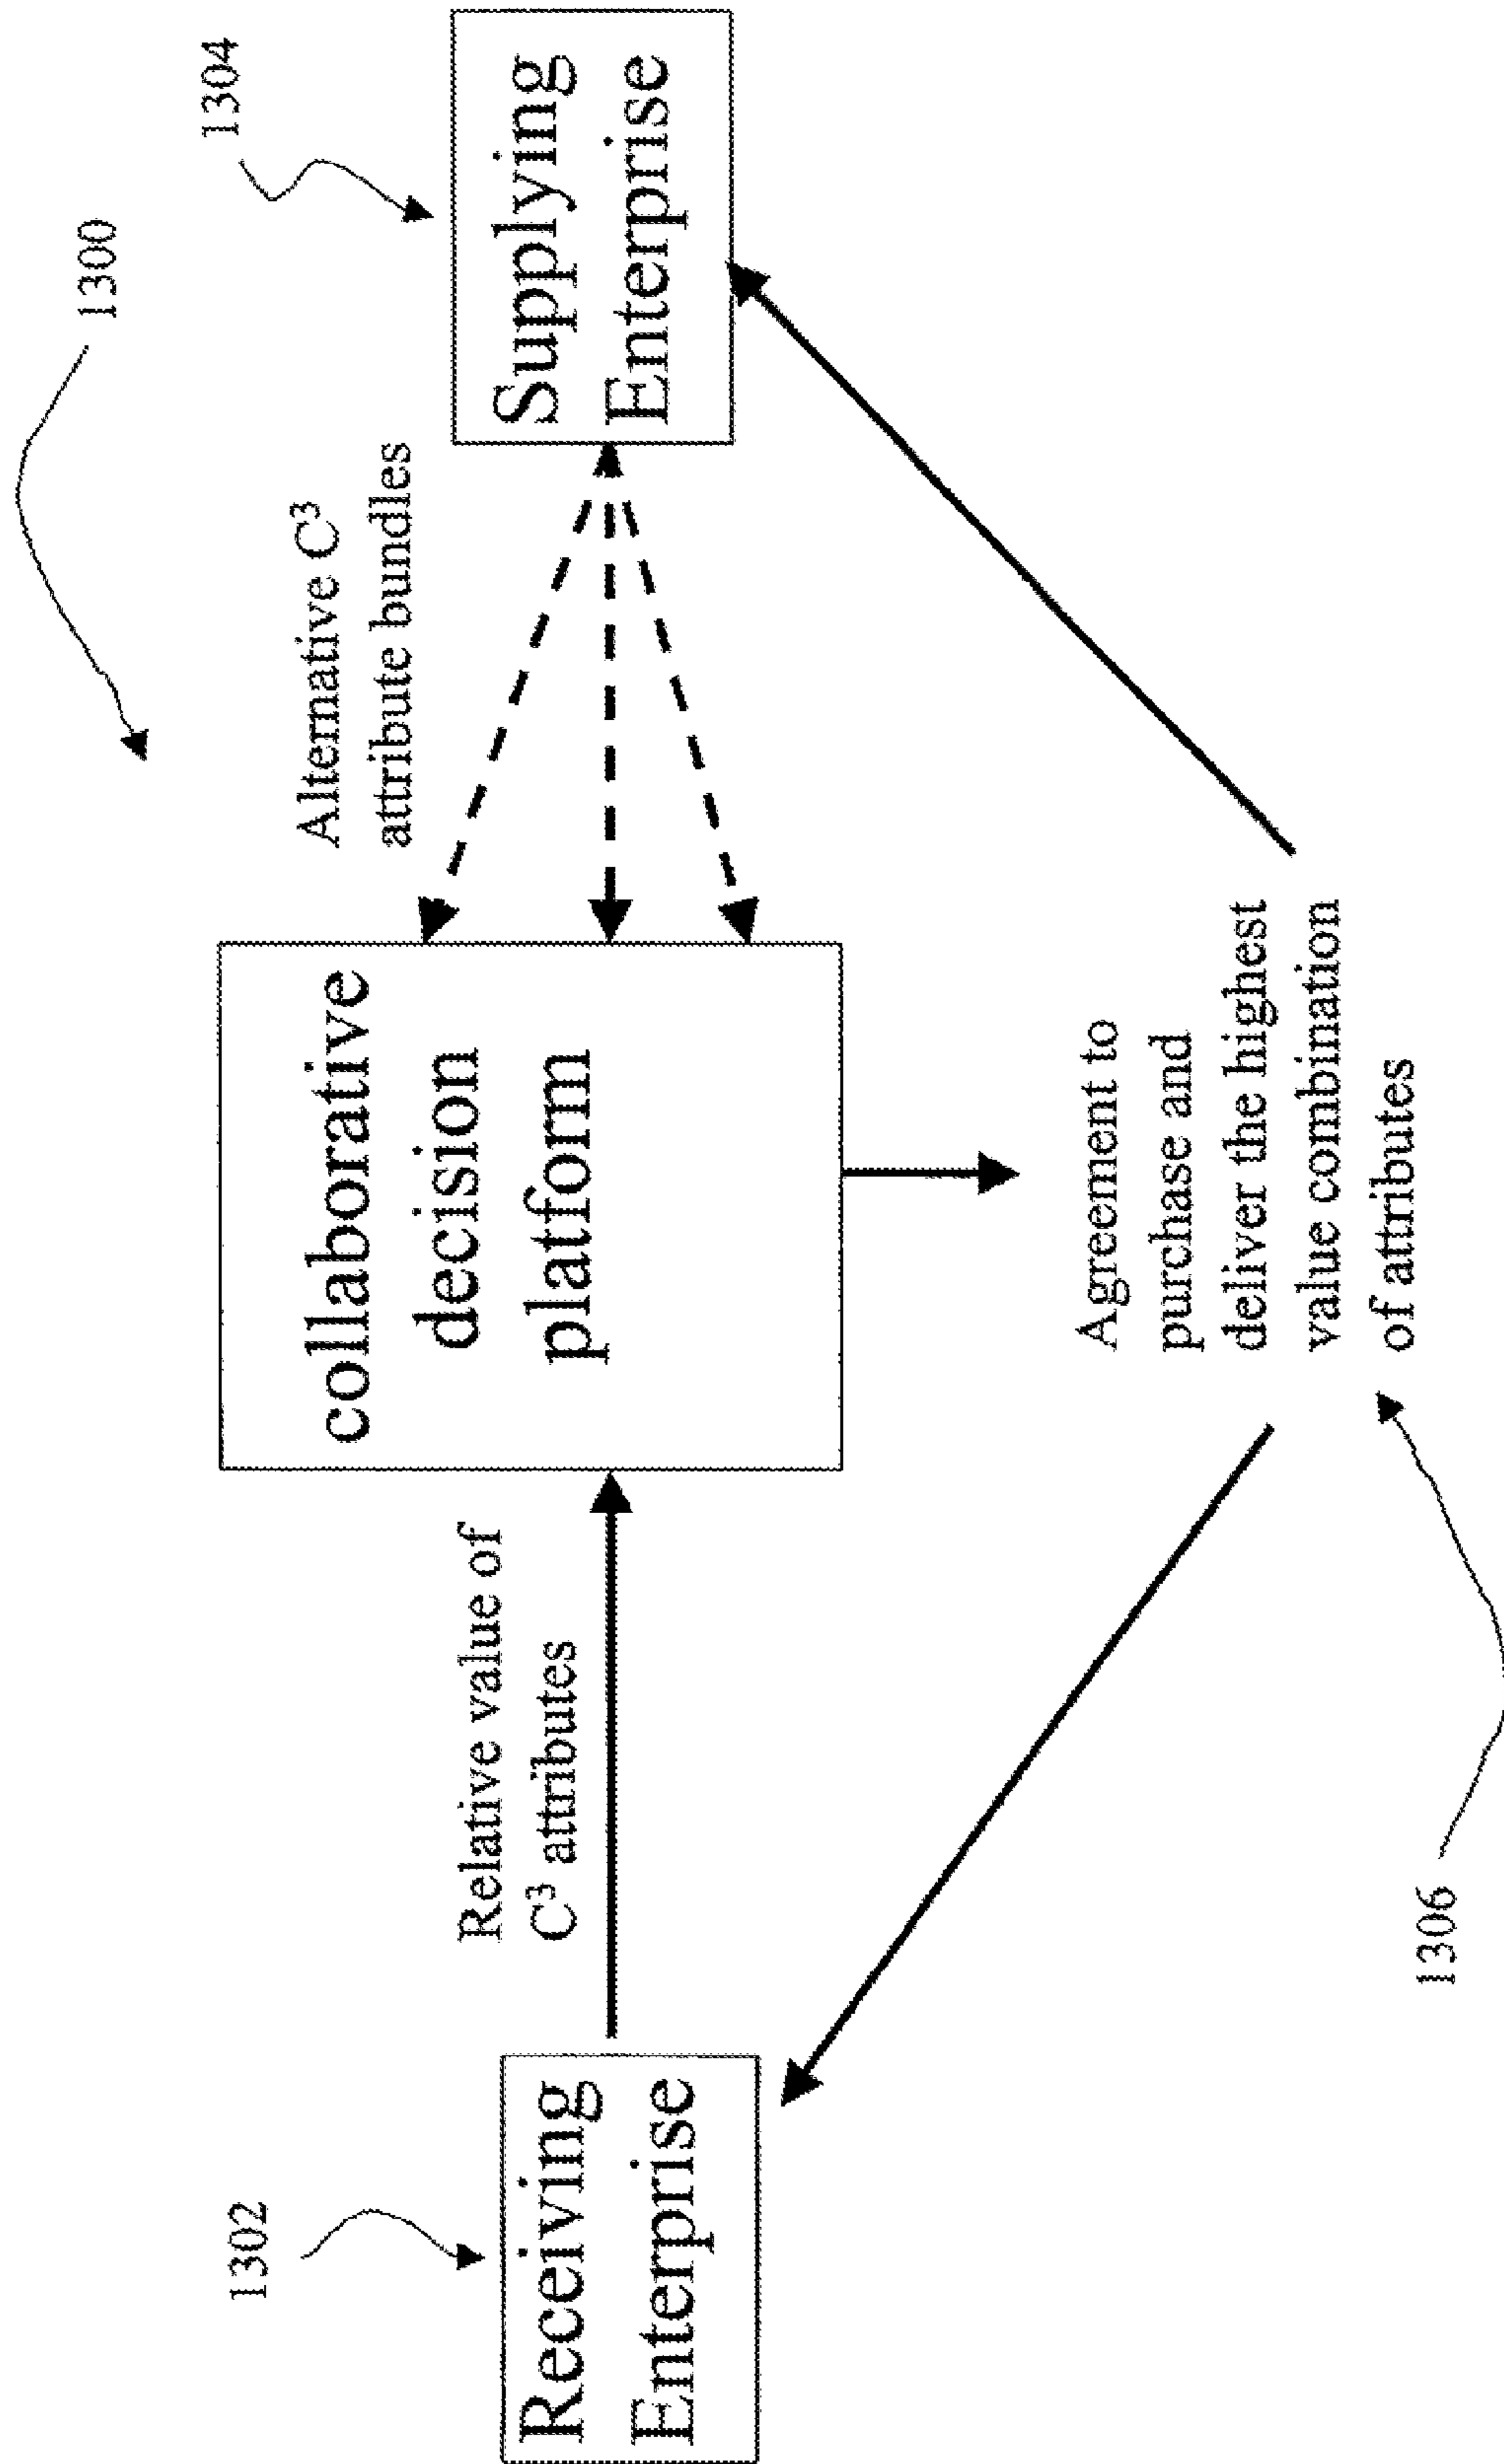 1300
1302
1304
1306
Receiving
Enterprise
Relative value of
C³ attributes
collaborative
decision
platform
Alternative C³
attribute bundles
Supplying
Enterprise
Agreement to
purchase and
deliver the highest
value combination
of attributes